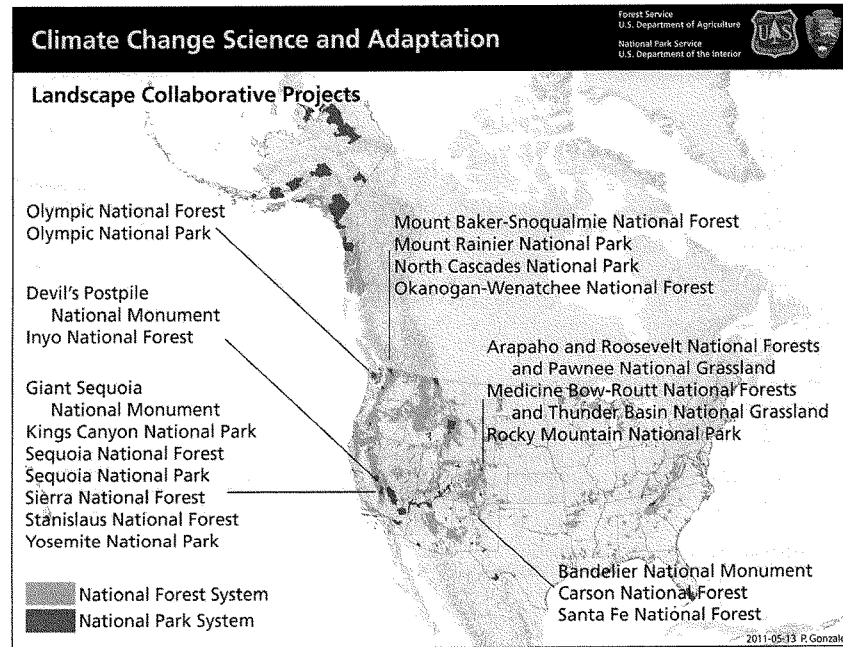 Climate Change Science and Adaptation
Forest Service
U.S. Department of Agriculture
National Park Service
U.S. Department of the Interior
UAS
Landscape Collaborative Projects
Olympic National Forest
Olympic National Park
Mount Baker-Snoqualmie National Forest
Mount Rainier National Park
North Cascades National Park
Okanogan-Wenatchee National Forest
Devil's Postpile
National Monument
Inyo National Forest
Arapaho and Roosevelt National Forests
and Pawnee National Grassland
Medicine Bow-Routt National Forests
and Thunder Basin National Grassland
Rocky Mountain National Park
Giant Sequoia
National Monument
Kings Canyon National Park
Sequoia National Forest
Sequoia National Park
Sierra National Forest
Stanislaus National Forest
Yosemite National Park
Bandelier National Monument
Carson National Forest
Santa Fe National Forest
National Forest System
National Park System
2011-05-13 P. Gonzale